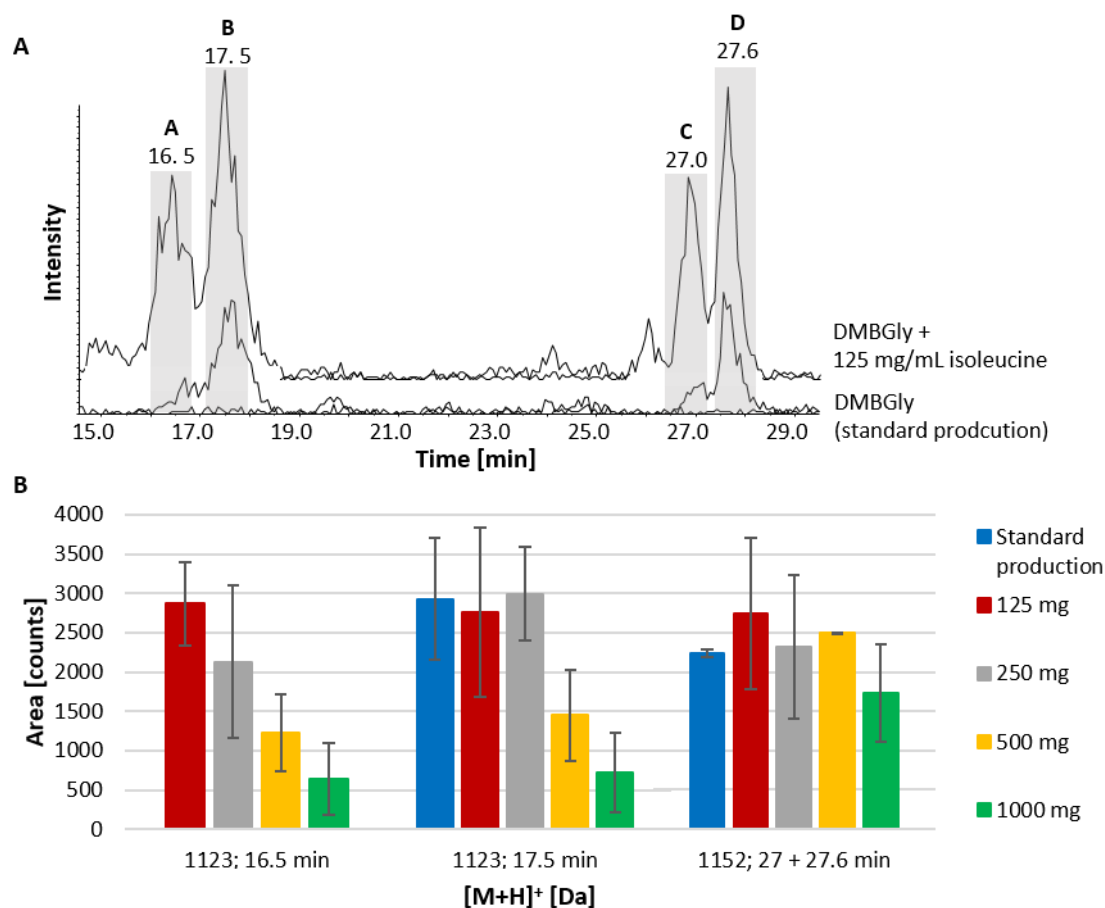 A
B
17. 5
D
27.6
A
16. 5
C
27.0
Intensity
DMBGly +
125 mg/mL isoleucine
DMBGly
(standard prodcution)
15.0 17.0 19.0 21.0 23.0 25.0 27.0 29.0
Time [min]
B
Area [counts]
4000
3500
3000
2500
2000
1500
1000
500
0
1123; 16.5 min 1123; 17.5 min 1152; 27 + 27.6 min
[M+H]⁺ [Da]
Standard
production
125 mg
250 mg
500 mg
1000 mg